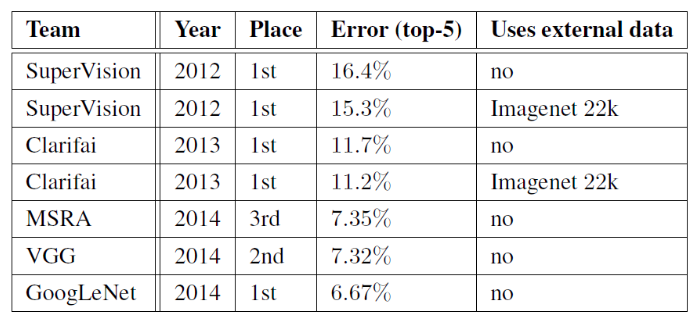 Team Year Place Error (top-5) Uses external data
SuperVision 2012 1st 16.4% no
SuperVision 2012 1st 15.3% Imagenet 22k
Clarifai 2013 1st 11.7% no
Clarifai 2013 1st 11.2% Imagenet 22k
MSRA 2014 3rd 7.35% no
VGG 2014 2nd 7.32% no
GoogLeNet 2014 1st 6.67% no